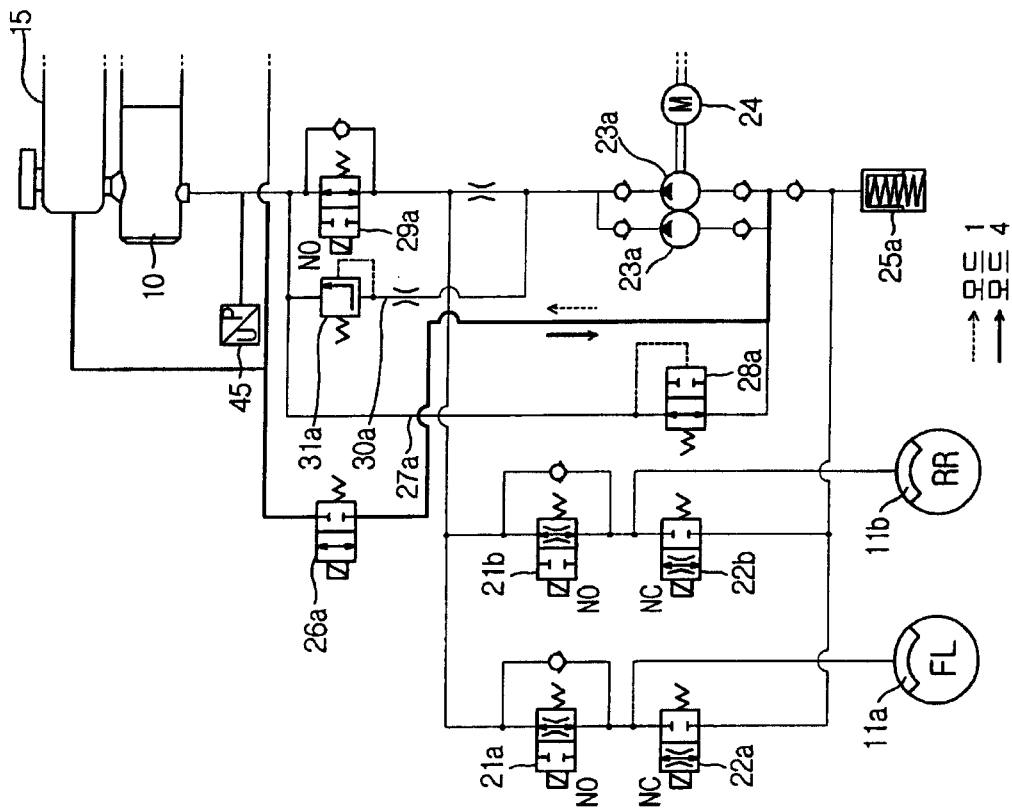 15
10
45
U P
NO
29a
31a
30a
27a
26a
23a
23a
M
24
28a
25a
21b
NO
NC
22b
21a
NO
NC
22a
11b
RR
11a
FL
모드 1
모드 4